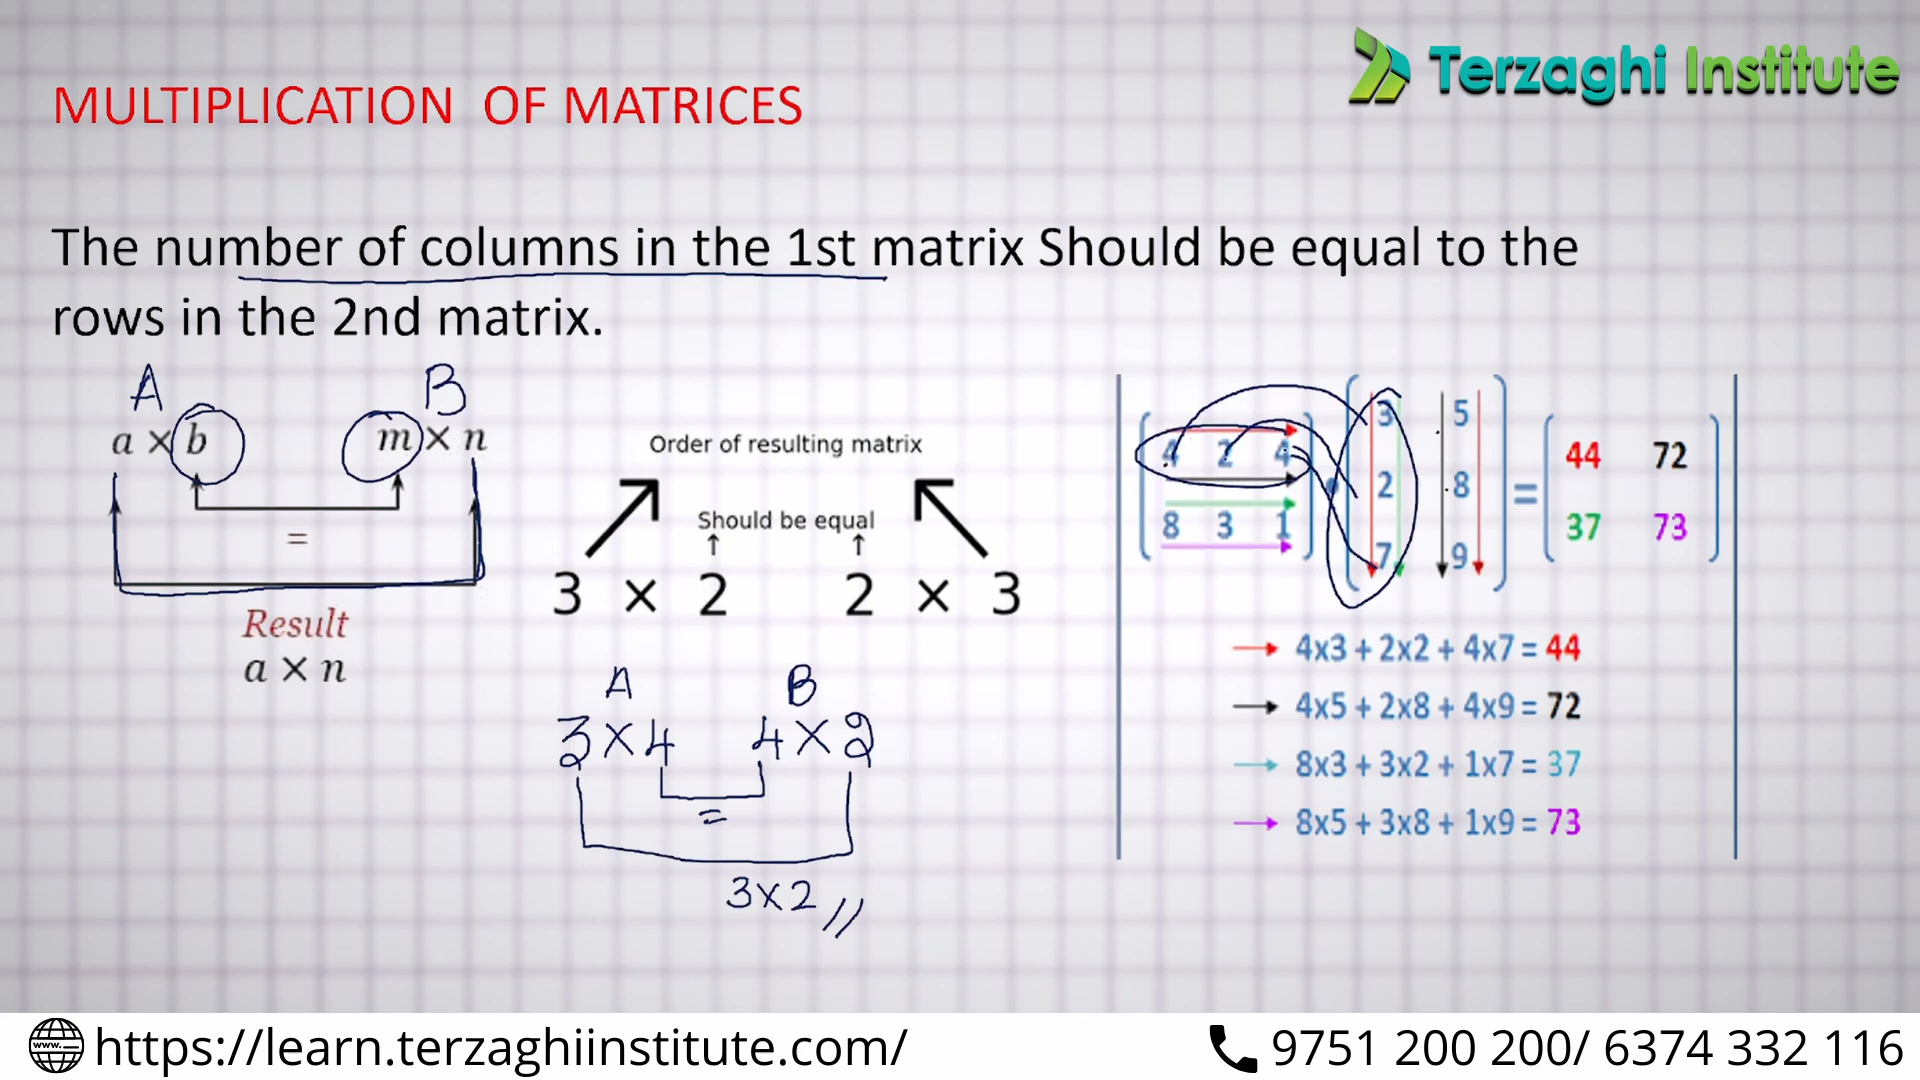 Terzaghi Institute
MULTIPLICATION OF MATRICES
The number of columns in the 1st matrix Should be equal to the
rows in the 2nd matrix.
A B
a × b m × n
=
Result
a × n
Order of resulting matrix
Should be equal
↑ ↑
3 × 2 2 × 3
A B
3×4 4×2
=
3×2 //
4 2 4
8 3 1
3 5
2 8
7 9
=
44 72
37 73
→ 4x3 + 2x2 + 4x7 = 44
→ 4x5 + 2x8 + 4x9 = 72
→ 8x3 + 3x2 + 1x7 = 37
→ 8x5 + 3x8 + 1x9 = 73
www... https://learn.terzaghiinstitute.com/
9751 200 200/ 6374 332 116